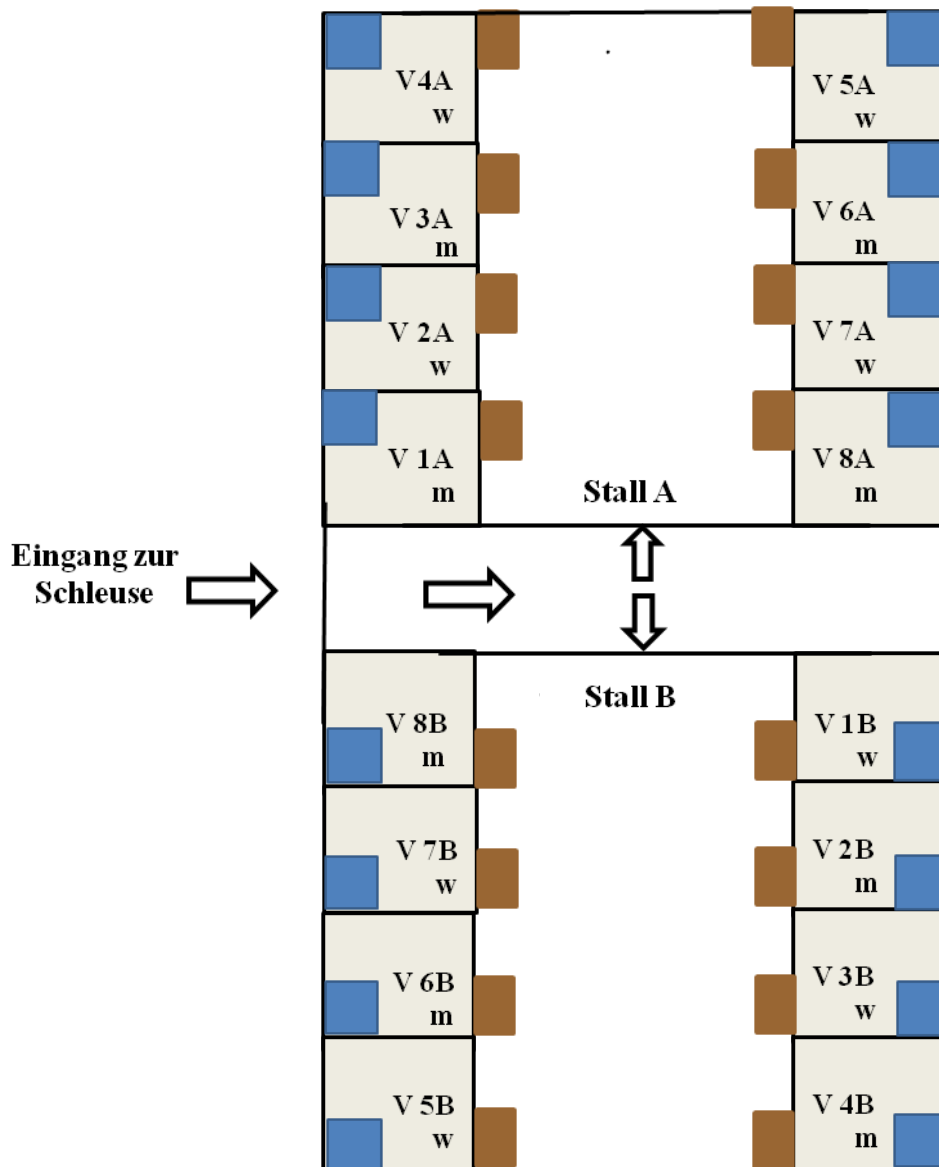 V4A
w
V 5A
w
V 3A
m
V 6A
m
V 2A
w
V 7A
w
V 1A
m
V 8A
m
Stall A
Eingang zur
Schleuse
Stall B
V 8B
m
V 1B
w
V 7B
w
V 2B
m
V 6B
m
V 3B
w
V 5B
w
V 4B
m